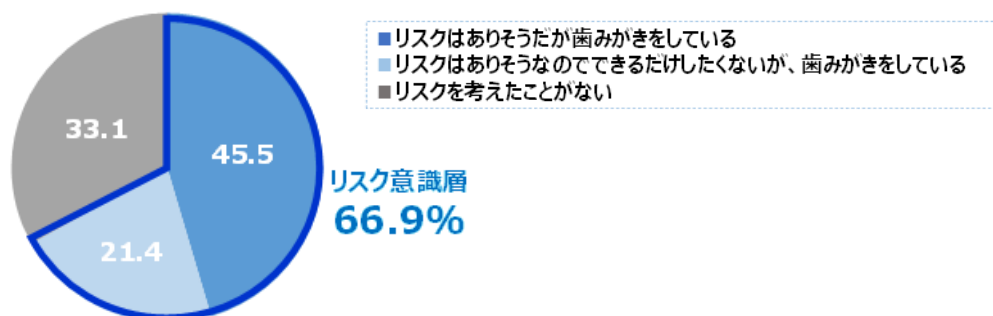 ■リスクはありそうだが歯みがきをしている
■リスクはありそうなのでできるだけしたくないが、歯みがきをしている
■リスクを考えたことがない
33.1
45.5
リスク意識層
66.9%
21.4